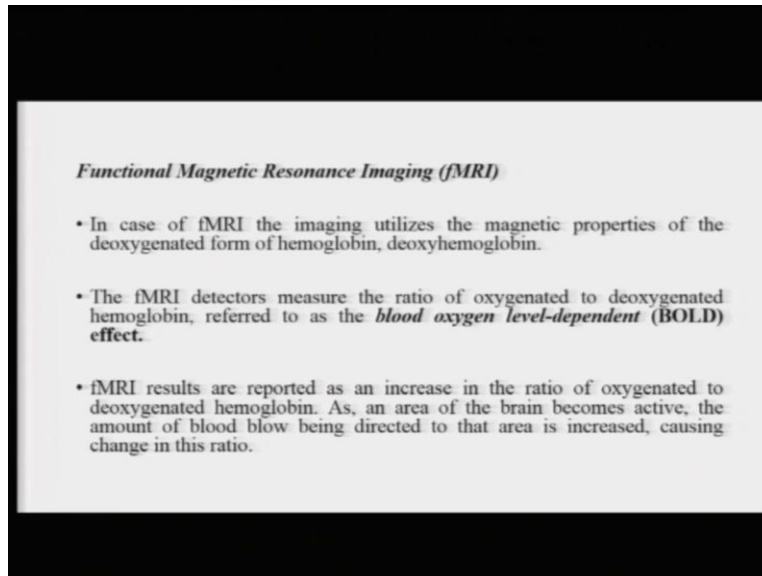 Functional Magnetic Resonance Imaging (fMRI)
• In case of fMRI the imaging utilizes the magnetic properties of the
deoxygenated form of hemoglobin, deoxyhemoglobin.
• The fMRI detectors measure the ratio of oxygenated to deoxygenated
hemoglobin, referred to as the blood oxygen level-dependent (BOLD)
effect.
• fMRI results are reported as an increase in the ratio of oxygenated to
deoxygenated hemoglobin. As, an area of the brain becomes active, the
amount of blood blow being directed to that area is increased, causing
change in this ratio.